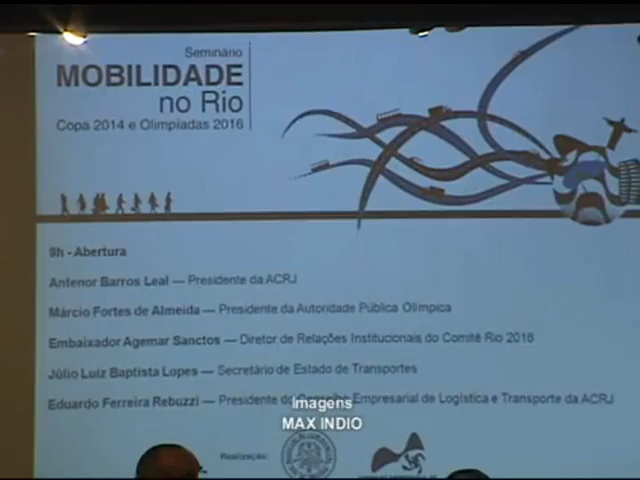 Seminário
MOBILIDADE
no Rio
Copa 2014 e Olimpíadas 2016
9h - Abertura
Antenor Barros Leal — Presidente da ACRJ
Márcio Fortes de Almeida — Presidente da Autoridade Pública Olímpica
Embaixador Agemar Sanctos — Diretor de Relações Institucionais do Comitê Rio 2016
Júlio Luiz Baptista Lopes — Secretário de Estado de Transportes
Eduardo Ferreira Rebuzzi — Presidente do Empresarial de Logística e Transporte da ACRJ
Imagens
MAX INDIO
Realização: